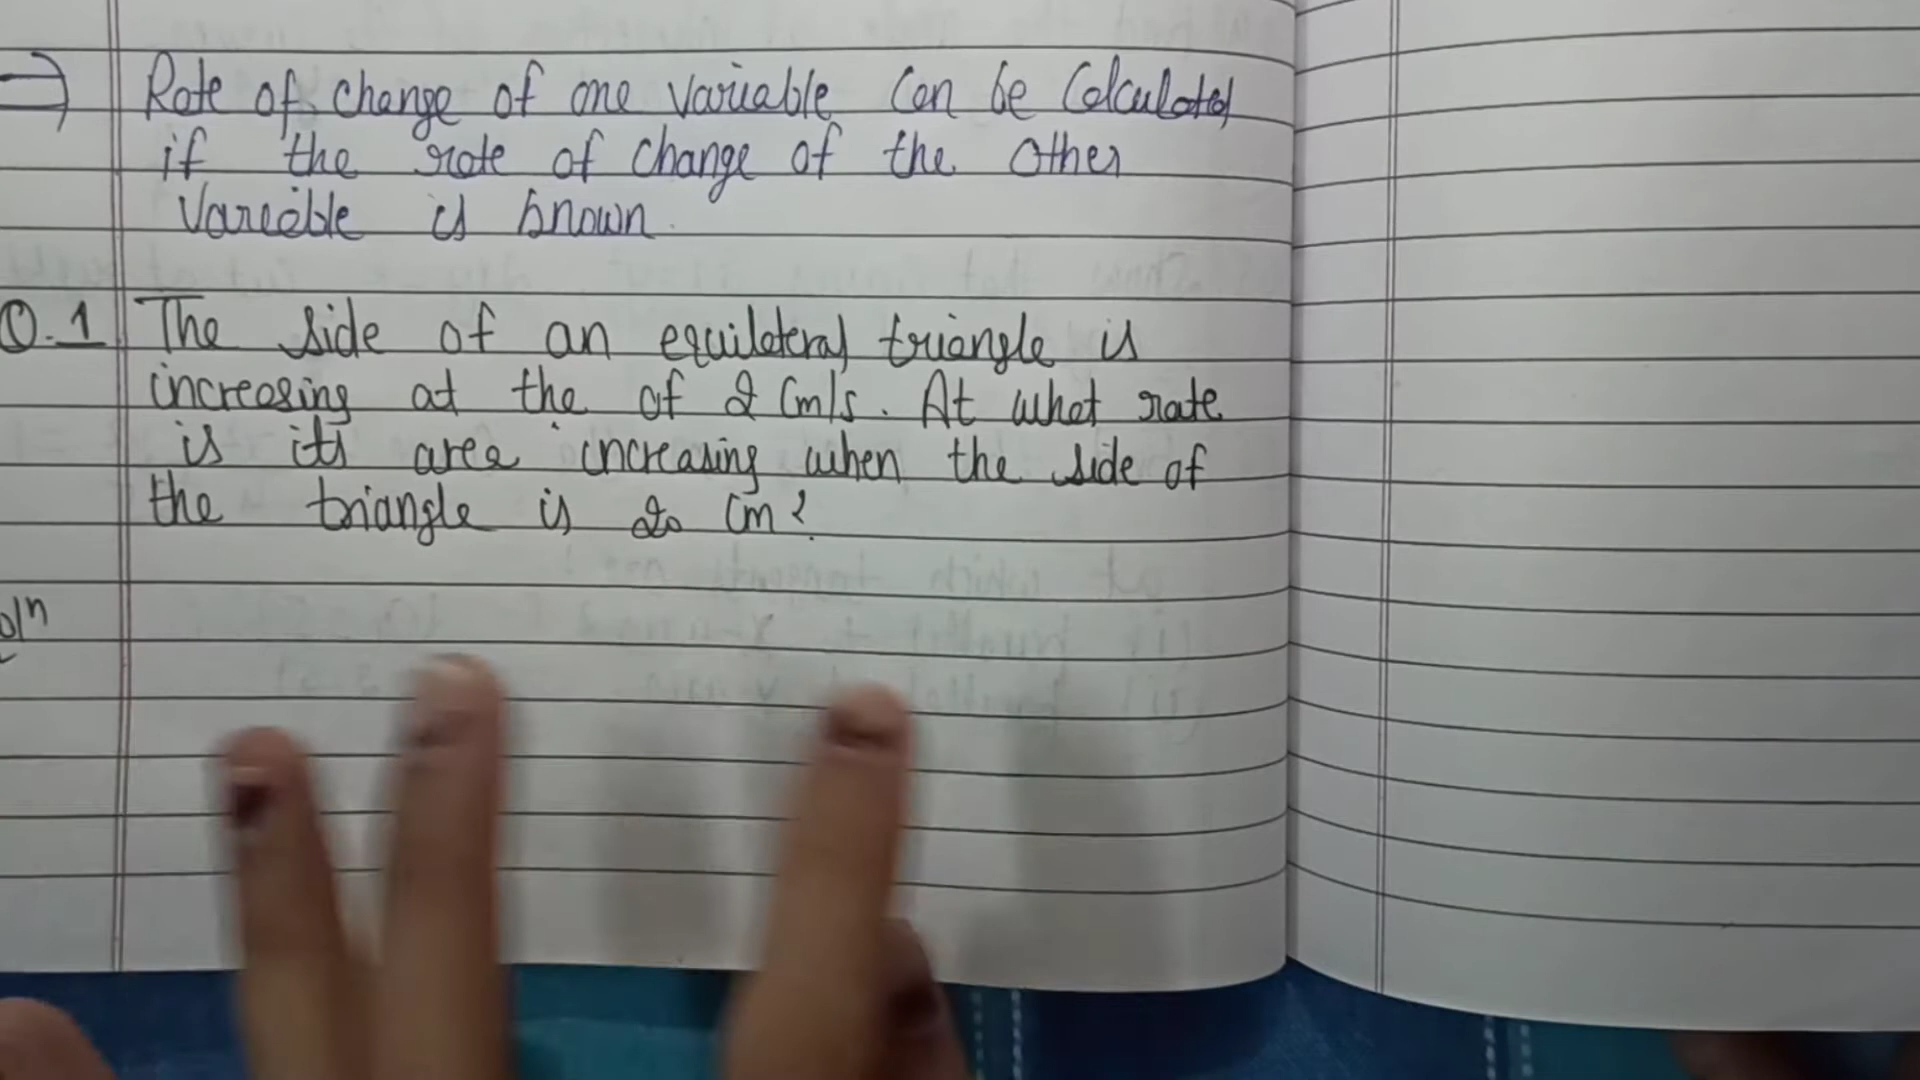 → Rate of change of one variable can be calculated
if the rate of change of the other
variable is known.
Q.1 The side of an equilateral triangle is
increasing at the of 2 cm/s. At what rate
is its area increasing when the side of
the triangle is 20 cm?
Soln